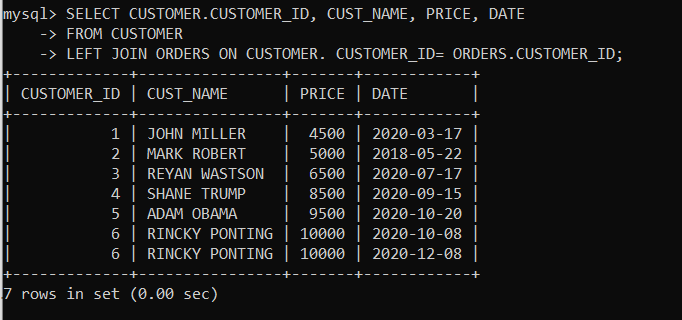 mysql> SELECT CUSTOMER.CUSTOMER_ID, CUST_NAME, PRICE, DATE
    -> FROM CUSTOMER
    -> LEFT JOIN ORDERS ON CUSTOMER. CUSTOMER_ID= ORDERS.CUSTOMER_ID;
+-------------+----------------+-------+------------+
| CUSTOMER_ID | CUST_NAME      | PRICE | DATE       |
+-------------+----------------+-------+------------+
|           1 | JOHN MILLER    |  4500 | 2020-03-17 |
|           2 | MARK ROBERT    |  5000 | 2018-05-22 |
|           3 | REYAN WASTSON  |  6500 | 2020-07-17 |
|           4 | SHANE TRUMP    |  8500 | 2020-09-15 |
|           5 | ADAM OBAMA     |  9500 | 2020-10-20 |
|           6 | RINCKY PONTING | 10000 | 2020-10-08 |
|           6 | RINCKY PONTING | 10000 | 2020-12-08 |
+-------------+----------------+-------+------------+
7 rows in set (0.00 sec)